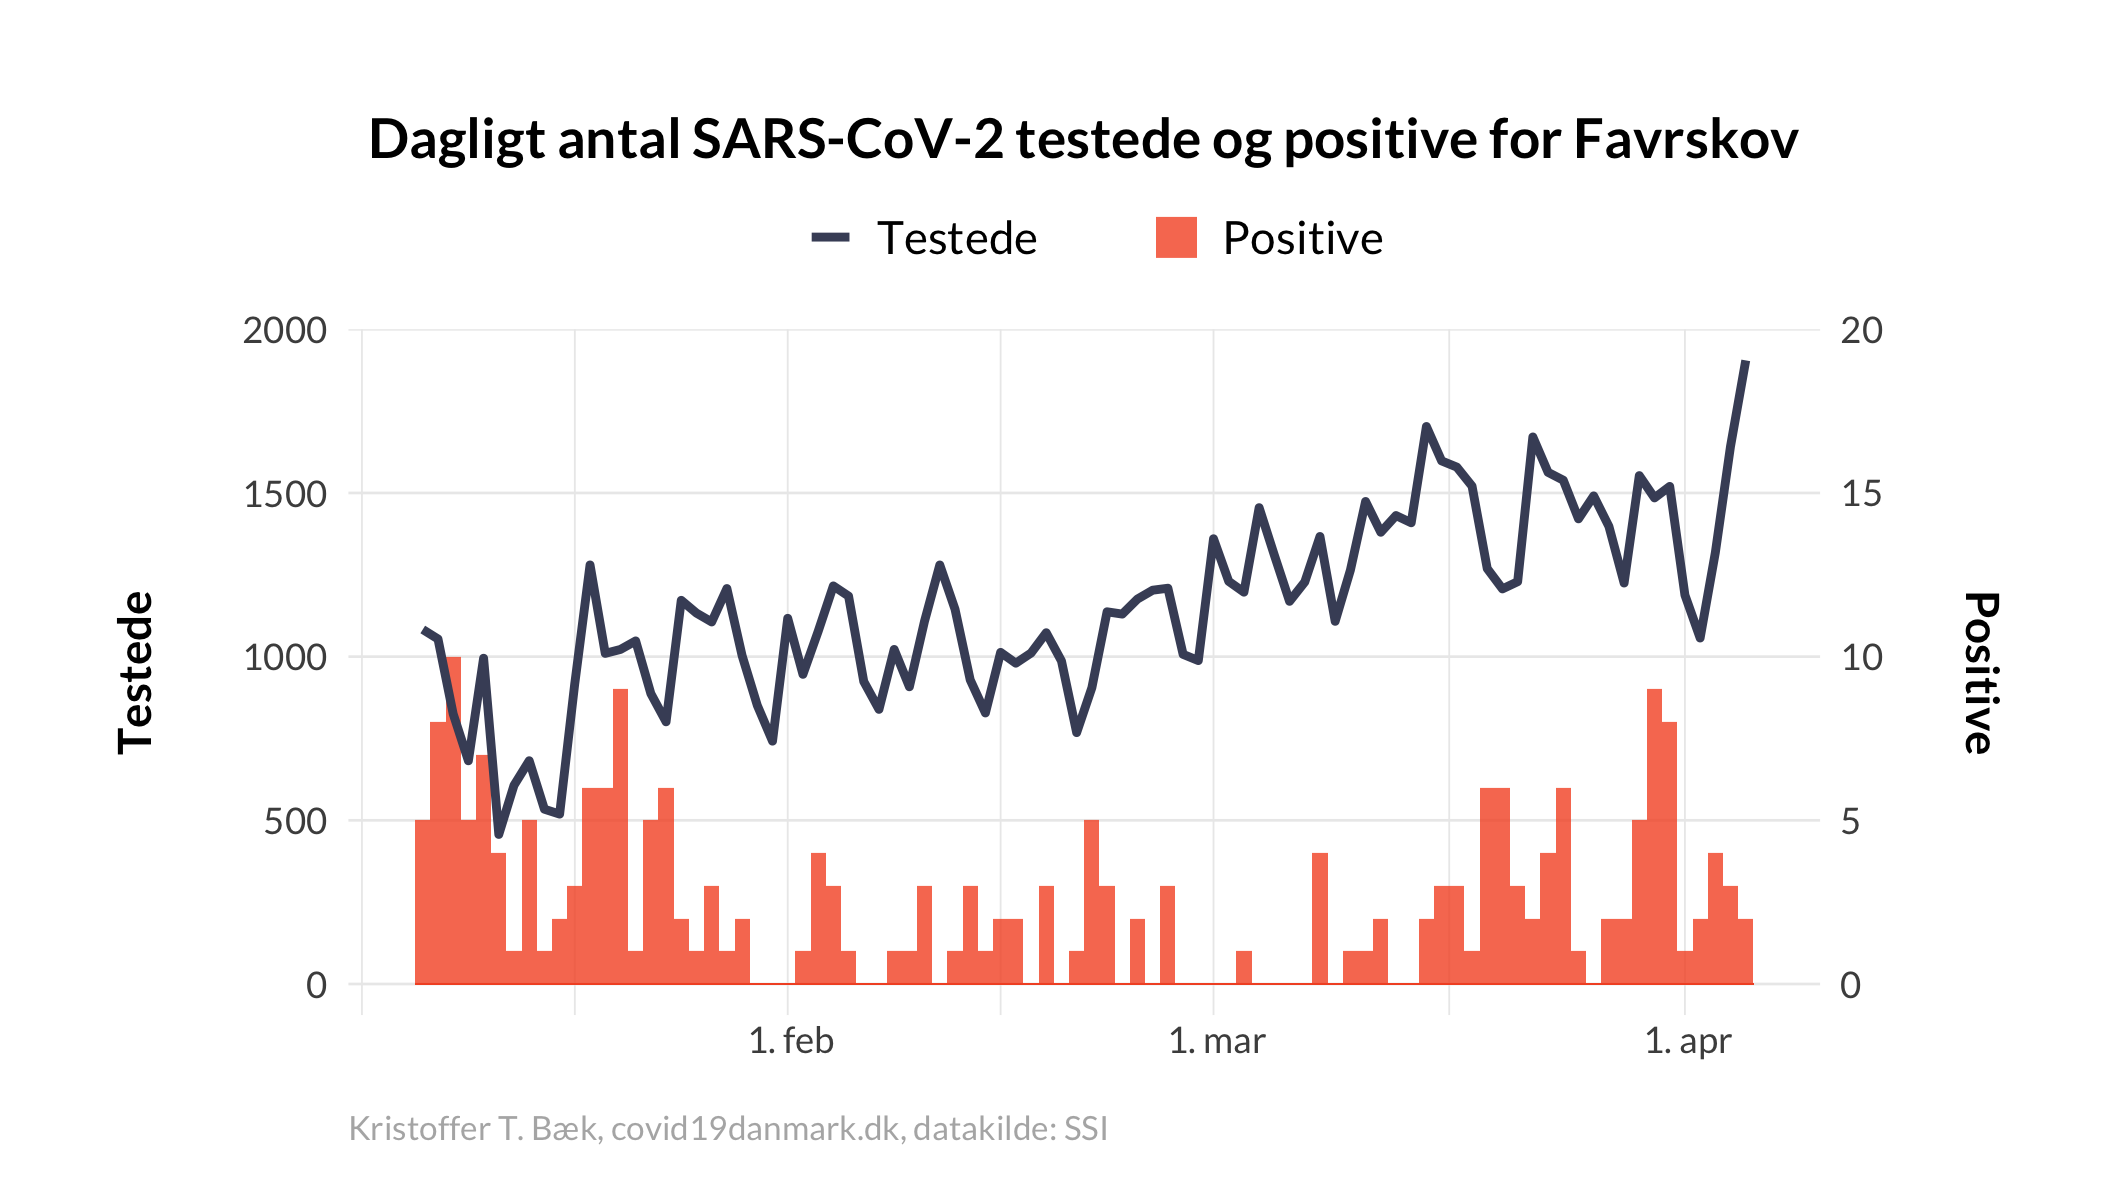 Dagligt antal SARS-CoV-2 testede og positive for Favrskov
Testede Positive
2000 20
1500 15
1000 10
500 5
0 0
Testede
Positive
1. feb 1. mar 1. apr
Kristoffer T. Bæk, covid19danmark.dk, datakilde: SSI